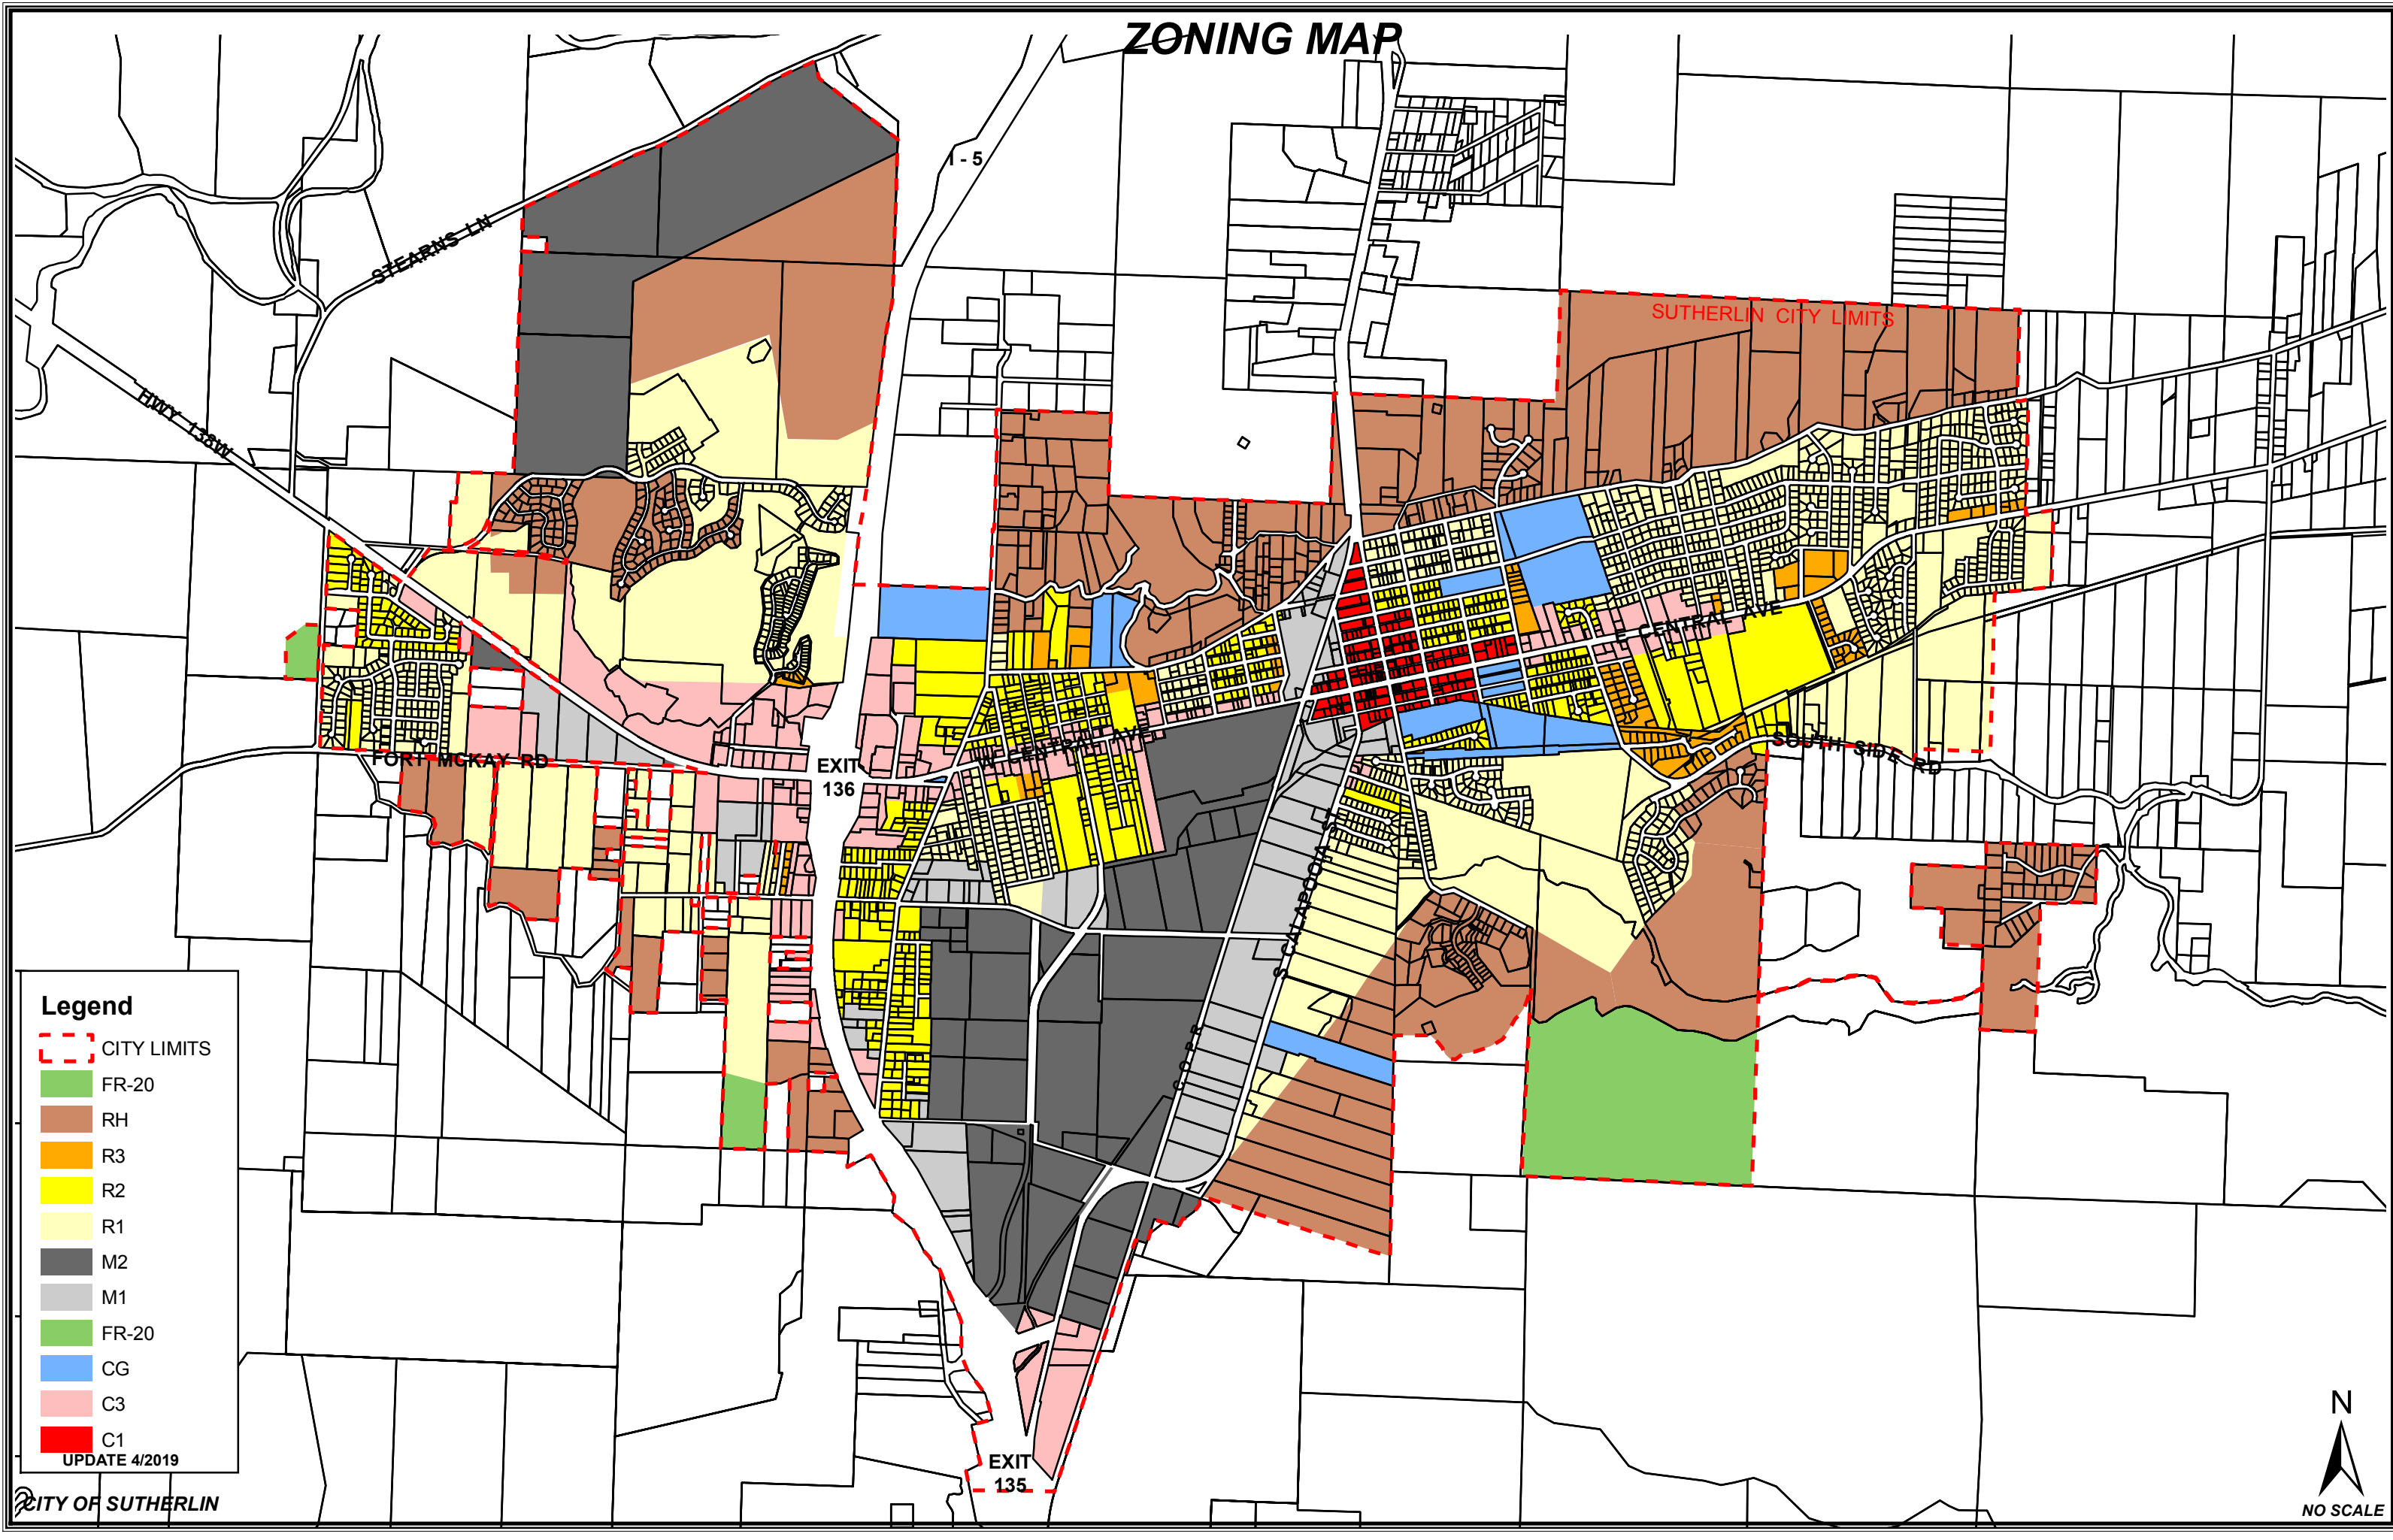 ZONING MAP
I - 5
STEARNS LN
SUTHERLIN CITY LIMITS
HWY 138W
E CENTRAL AVE
W CENTRAL AVE
SOUTH SIDE RD
FORT MCKAY RD
EXIT
136
S CALAPOOIA ST
C O P R
Legend
CITY LIMITS
FR-20
RH
R3
R2
R1
M2
M1
FR-20
CG
C3
C1
UPDATE 4/2019
CITY OF SUTHERLIN
EXIT
135
N
NO SCALE